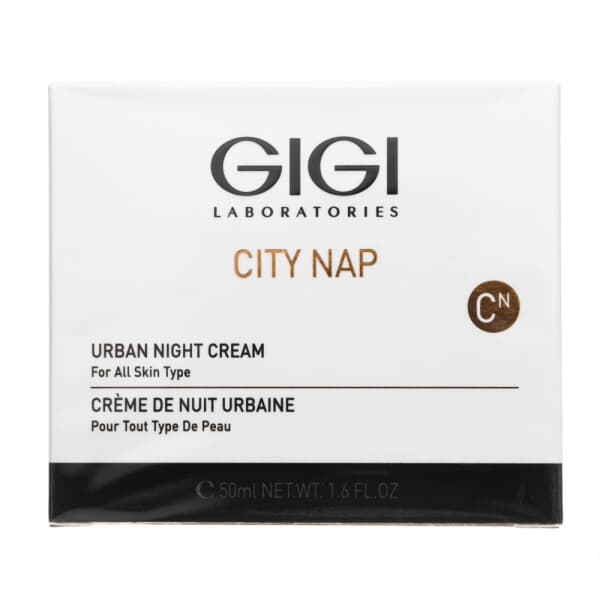 GIGI
LABORATORIES
CITY NAP
CN
URBAN NIGHT CREAM
For All Skin Type
CRÈME DE NUIT URBAINE
Pour Tout Type De Peau
℮ 50ml NET.WT. 1.6 FL.OZ